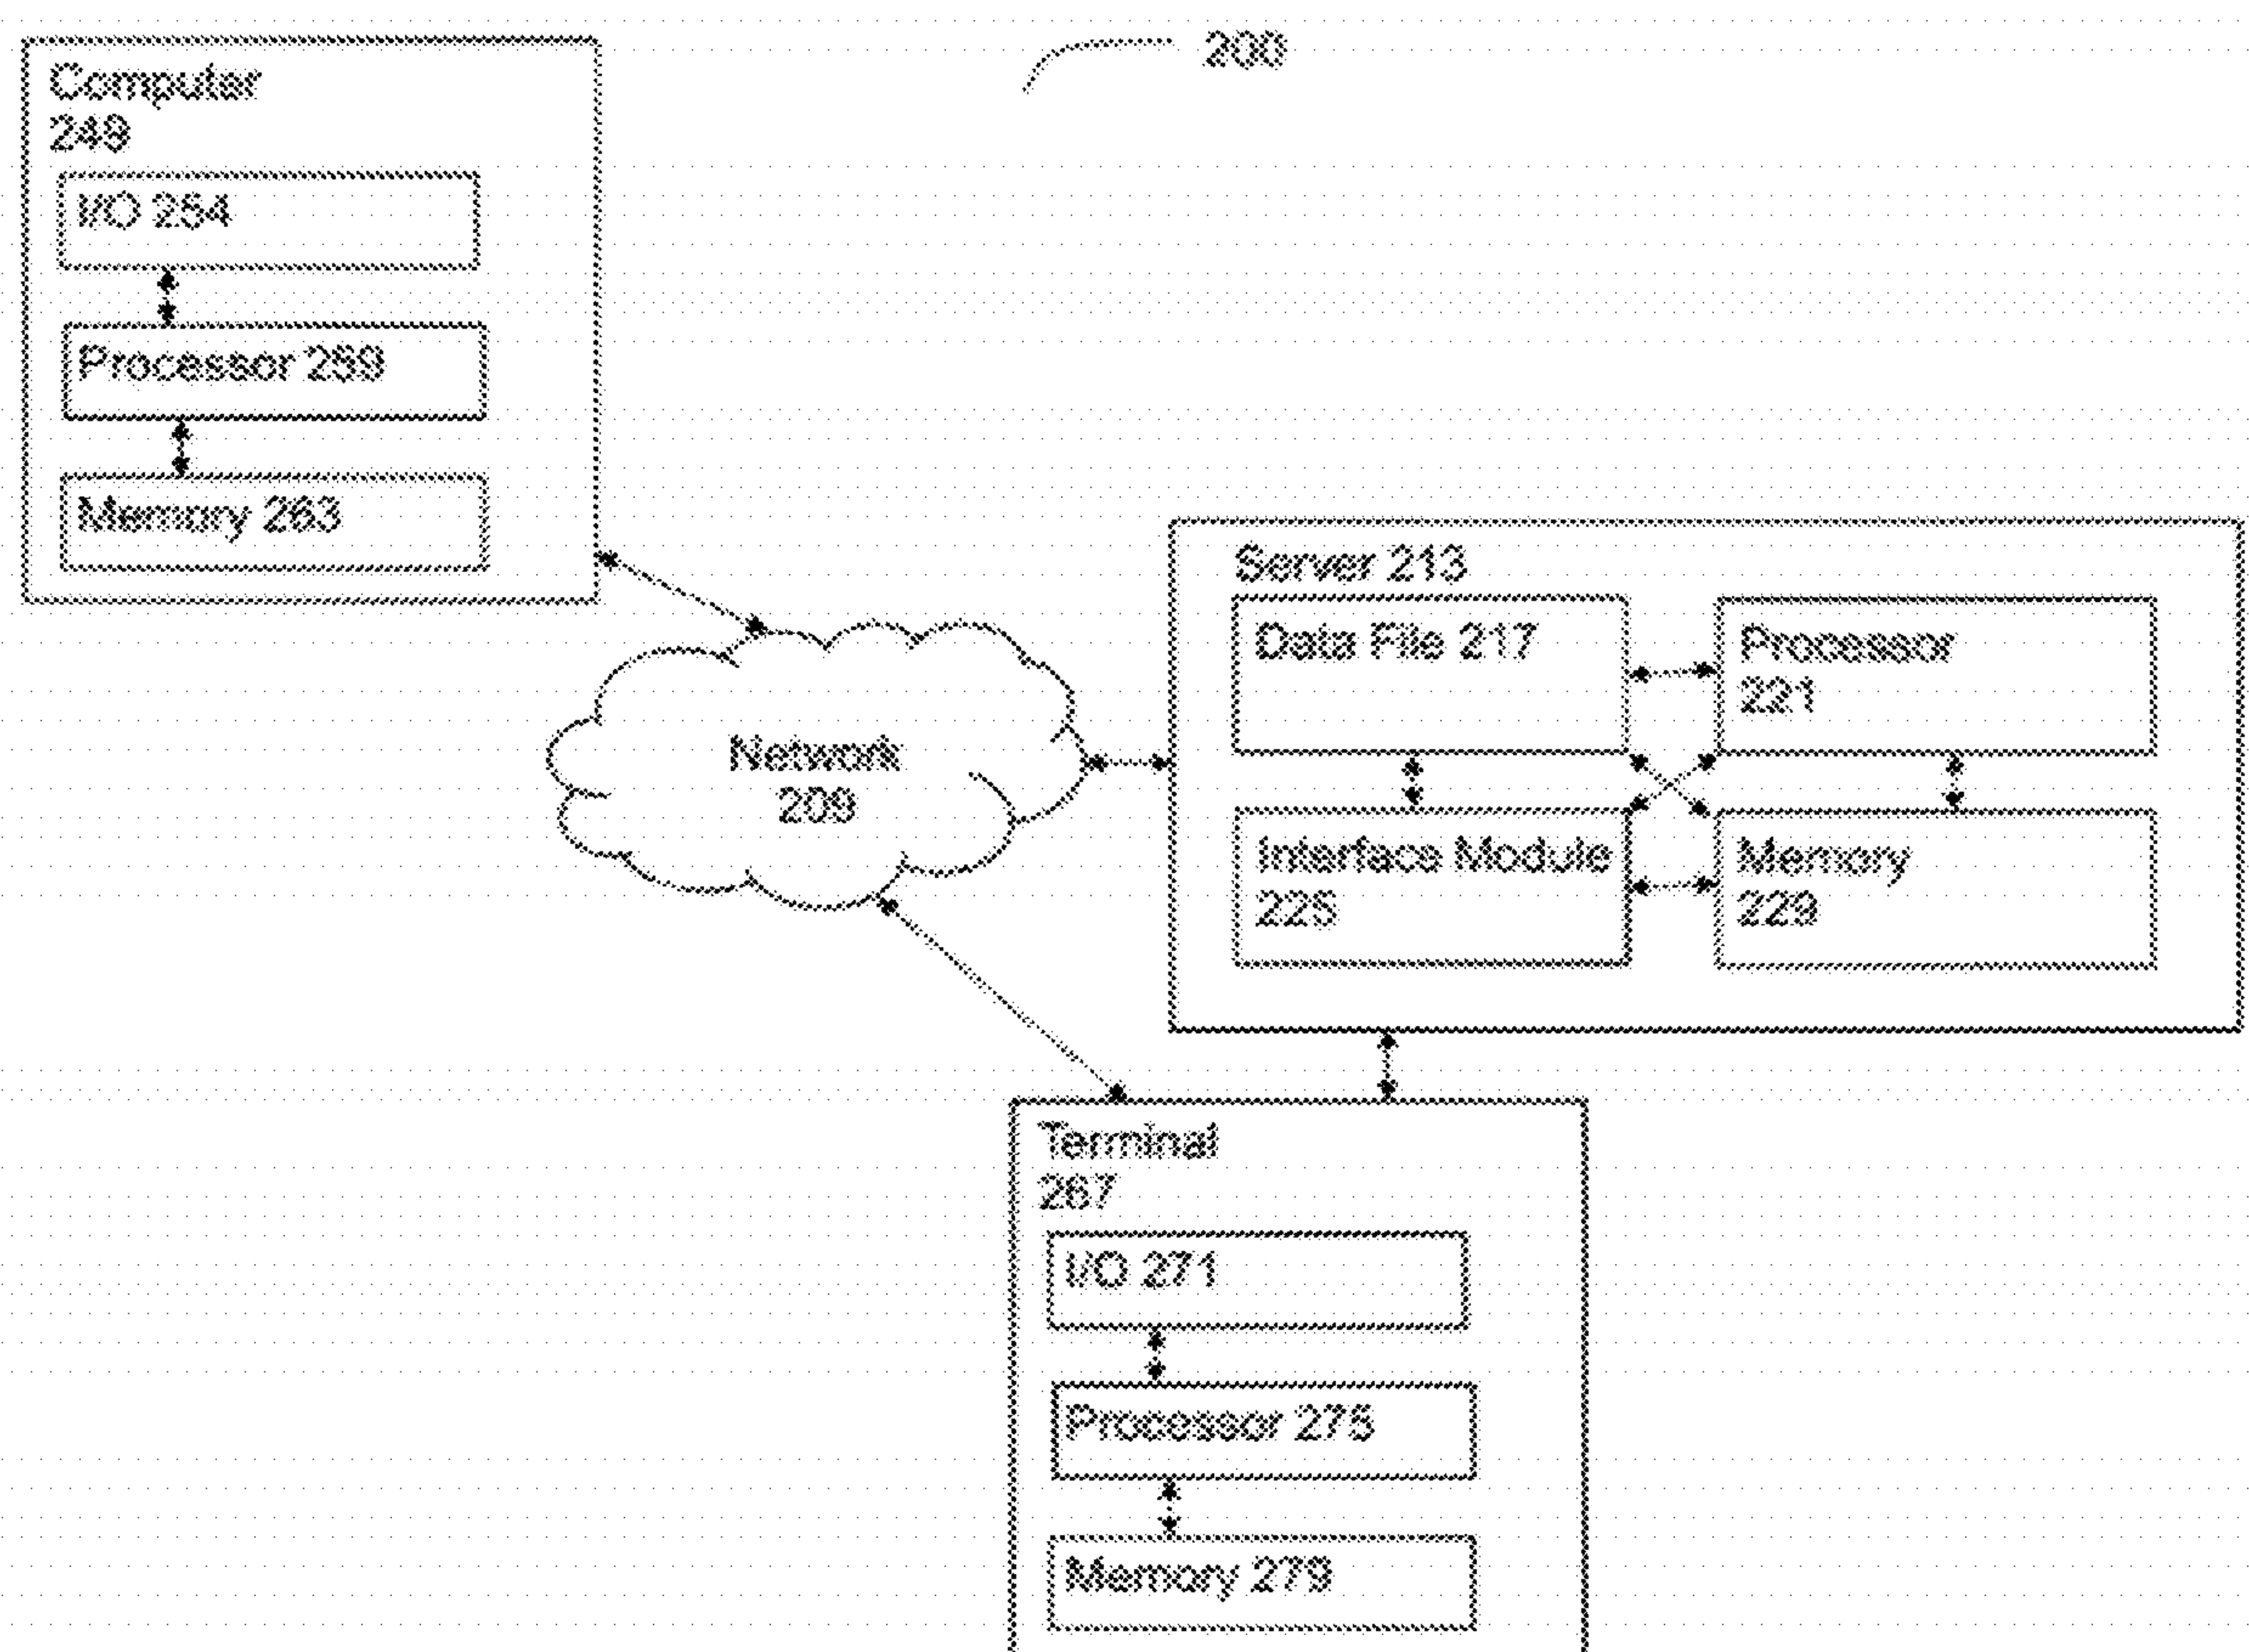 200
Computer
249
I/O 254
Processor 259
Memory 263
Network
209
Server 213
Data File 217
Processor
221
Interface Module
225
Memory
229
Terminal
267
I/O 271
Processor 275
Memory 279